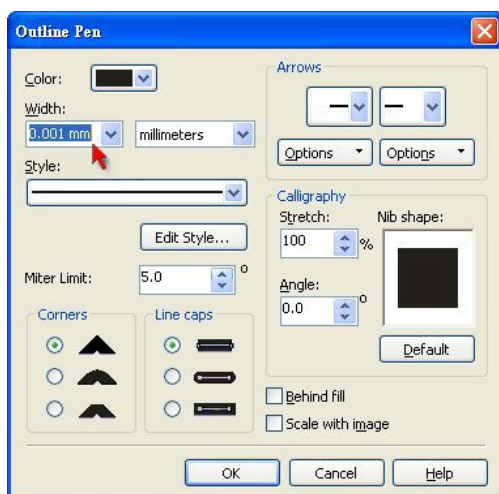 Outline Pen
Color:
Width:
0.001 mm
millimeters
Style:
Edit Style...
Miter Limit:
5.0
°
Corners
Line caps
Arrows
Options
Options
Calligraphy
Stretch:
Nib shape:
100
%
Angle:
0.0
°
Default
Behind fill
Scale with image
OK
Cancel
Help